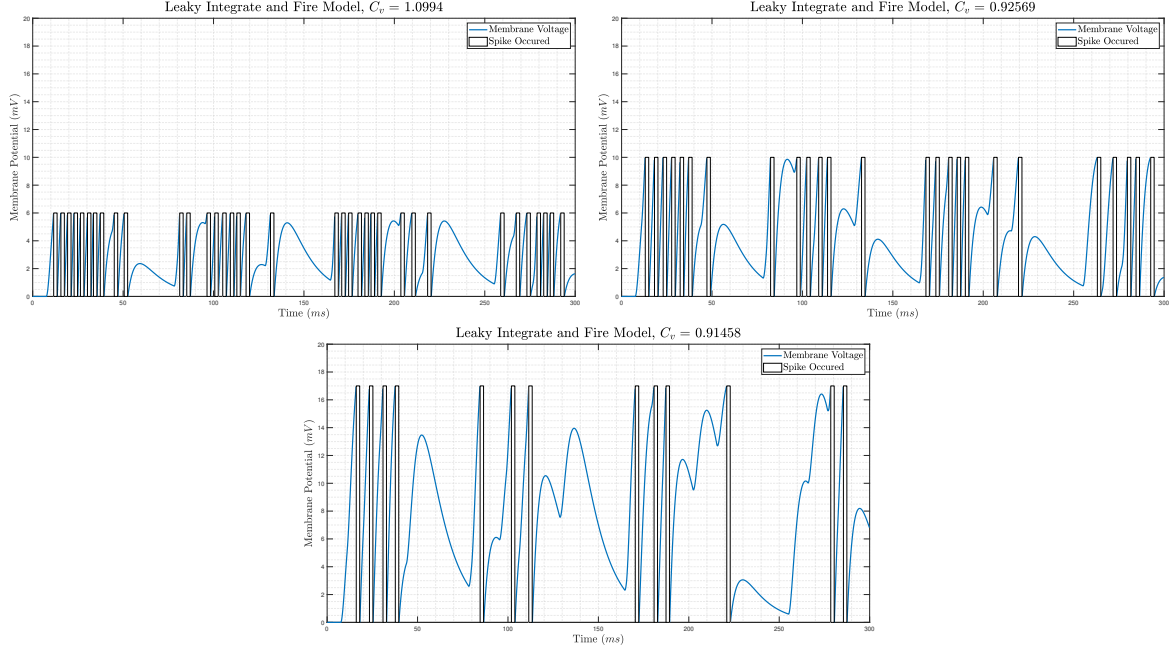 Leaky Integrate and Fire Model, Cv = 1.0994
Membrane Voltage
Spike Occured
Membrane Potential (mV)
20
18
16
14
12
10
8
6
4
2
0
0 50 100 150 200 250 300
Time (ms)
Leaky Integrate and Fire Model, Cv = 0.92569
Membrane Voltage
Spike Occured
Membrane Potential (mV)
20
18
16
14
12
10
8
6
4
2
0
0 50 100 150 200 250 300
Time (ms)
Leaky Integrate and Fire Model, Cv = 0.91458
Membrane Voltage
Spike Occured
Membrane Potential (mV)
20
18
16
14
12
10
8
6
4
2
0
0 50 100 150 200 250 300
Time (ms)